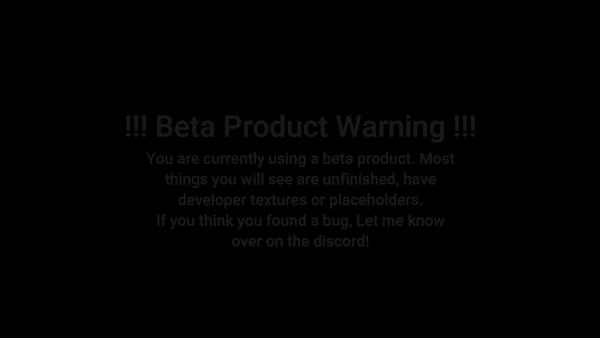 !!! Beta Product Warning !!!
You are currently using a beta product. Most
things you will see are unfinished, have
developer textures or placeholders.
If you think you found a bug, Let me know
over on the discord!